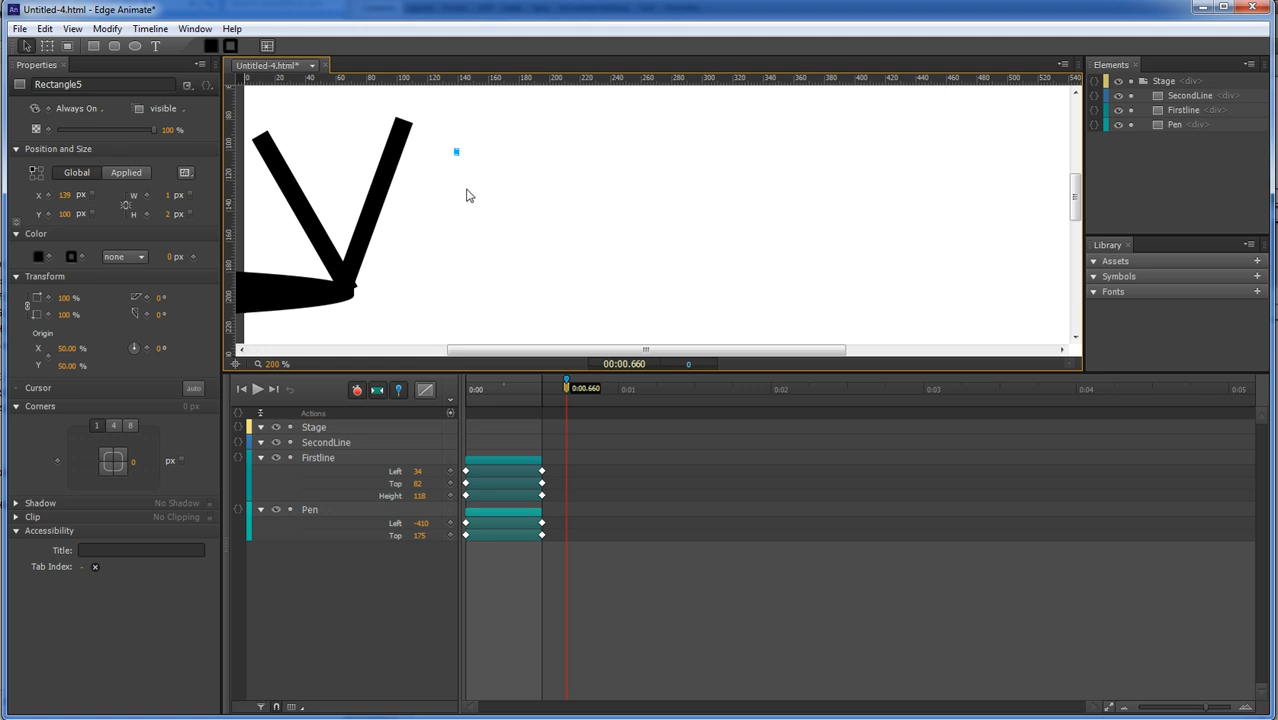 Untitled-4.html - Edge Animate*
File Edit View Modify Timeline Window Help
T
Properties
Untitled-4.html*
Elements
0 20 40 60 80 100 120 140 160 180 200 220 240 260 280 300 320 340 360 380 400 420 440 460 480 500 520 540
Rectangle5
Stage <div>
Always On visible
SecondLine <div>
Firstline <div>
100 %
Pen <div>
Position and Size
Global Applied
X 139 px W 1 px
Y 100 px H 2 px
Color
Library
none 0 px
Assets
Transform
Symbols
100 % 0 °
Fonts
100 % 0 °
Origin
X 50.00 % 0 °
Y 50.00 %
200 % 00:00.660 0
Cursor auto
0:00 0:00.660 0:01 0:02 0:03 0:04 0:05
Corners 0 px
Actions
1 4 8
Stage
SecondLine
Firstline
0 px
Left 34
Top 82
Height 118
Shadow No Shadow
Pen
Clip No Clipping
Left -410
Accessibility
Top 175
Title:
Tab Index: -